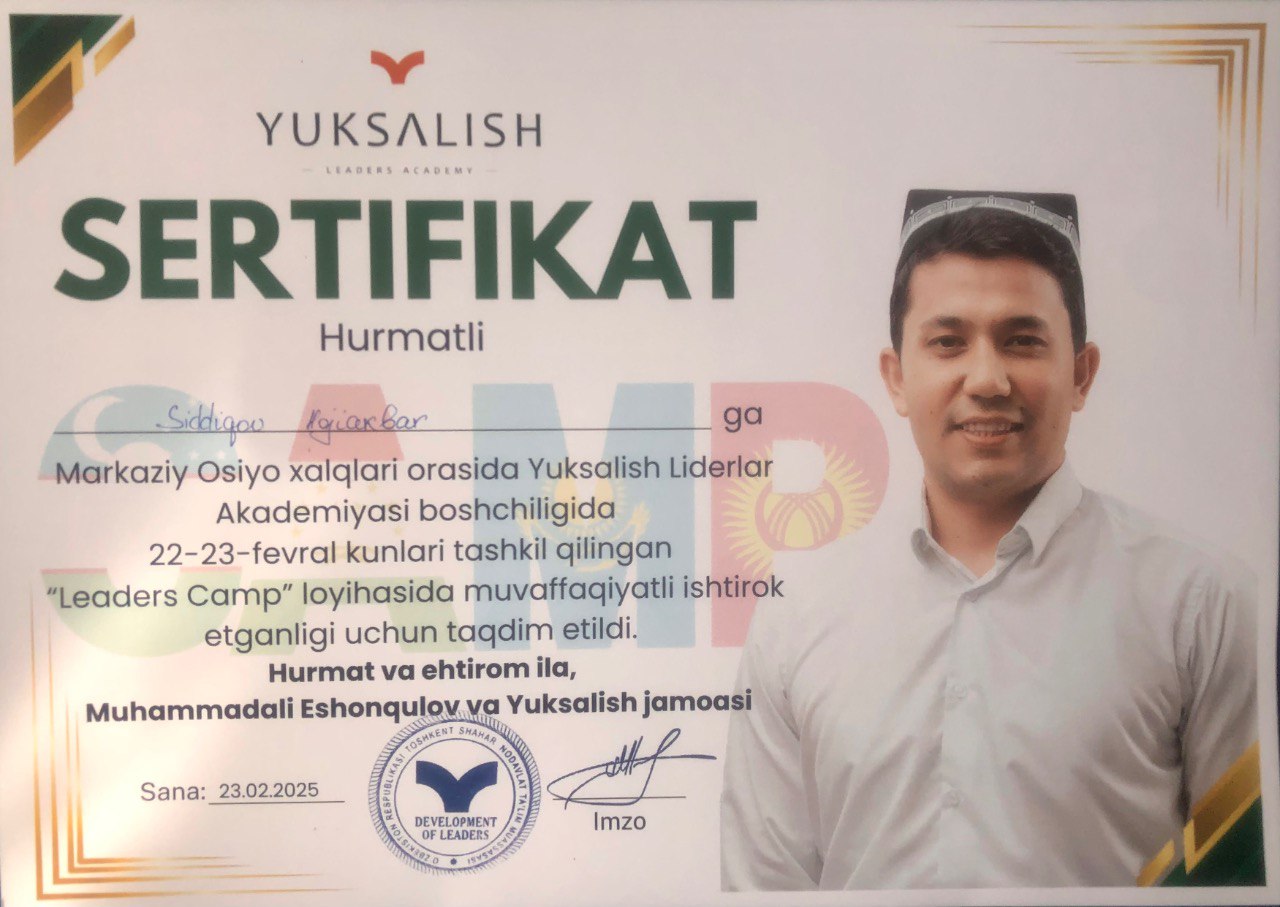 YUKSALISH
LEADERS ACADEMY
SERTIFIKAT
Hurmatli
CAMP
Siddiqov Hojiakbar ga
Markaziy Osiyo xalqlari orasida Yuksalish Liderlar
Akademiyasi boshchiligida
22-23-fevral kunlari tashkil qilingan
“Leaders Camp” loyihasida muvaffaqiyatli ishtirok
etganligi uchun taqdim etildi.
Hurmat va ehtirom ila,
Muhammadali Eshonqulov va Yuksalish jamoasi
Sana: 23.02.2025
O‘ZBEKISTON RESPUBLIKASI TOSHKENT SHAHAR NODAVLAT TA'LIM MUASSASASI
DEVELOPMENT
OF LEADERS
Imzo